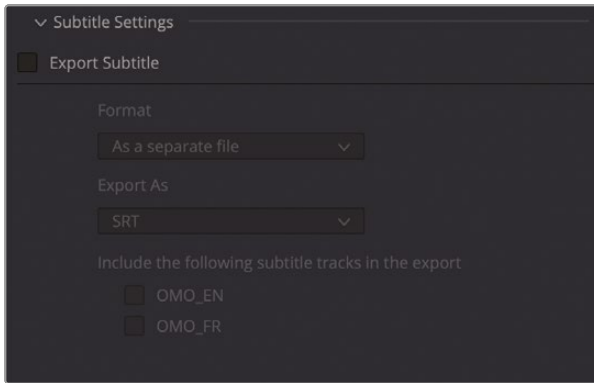 Subtitle Settings
Export Subtitle
Format
As a separate file
Export As
SRT
Include the following subtitle tracks in the export
OMO_EN
OMO_FR